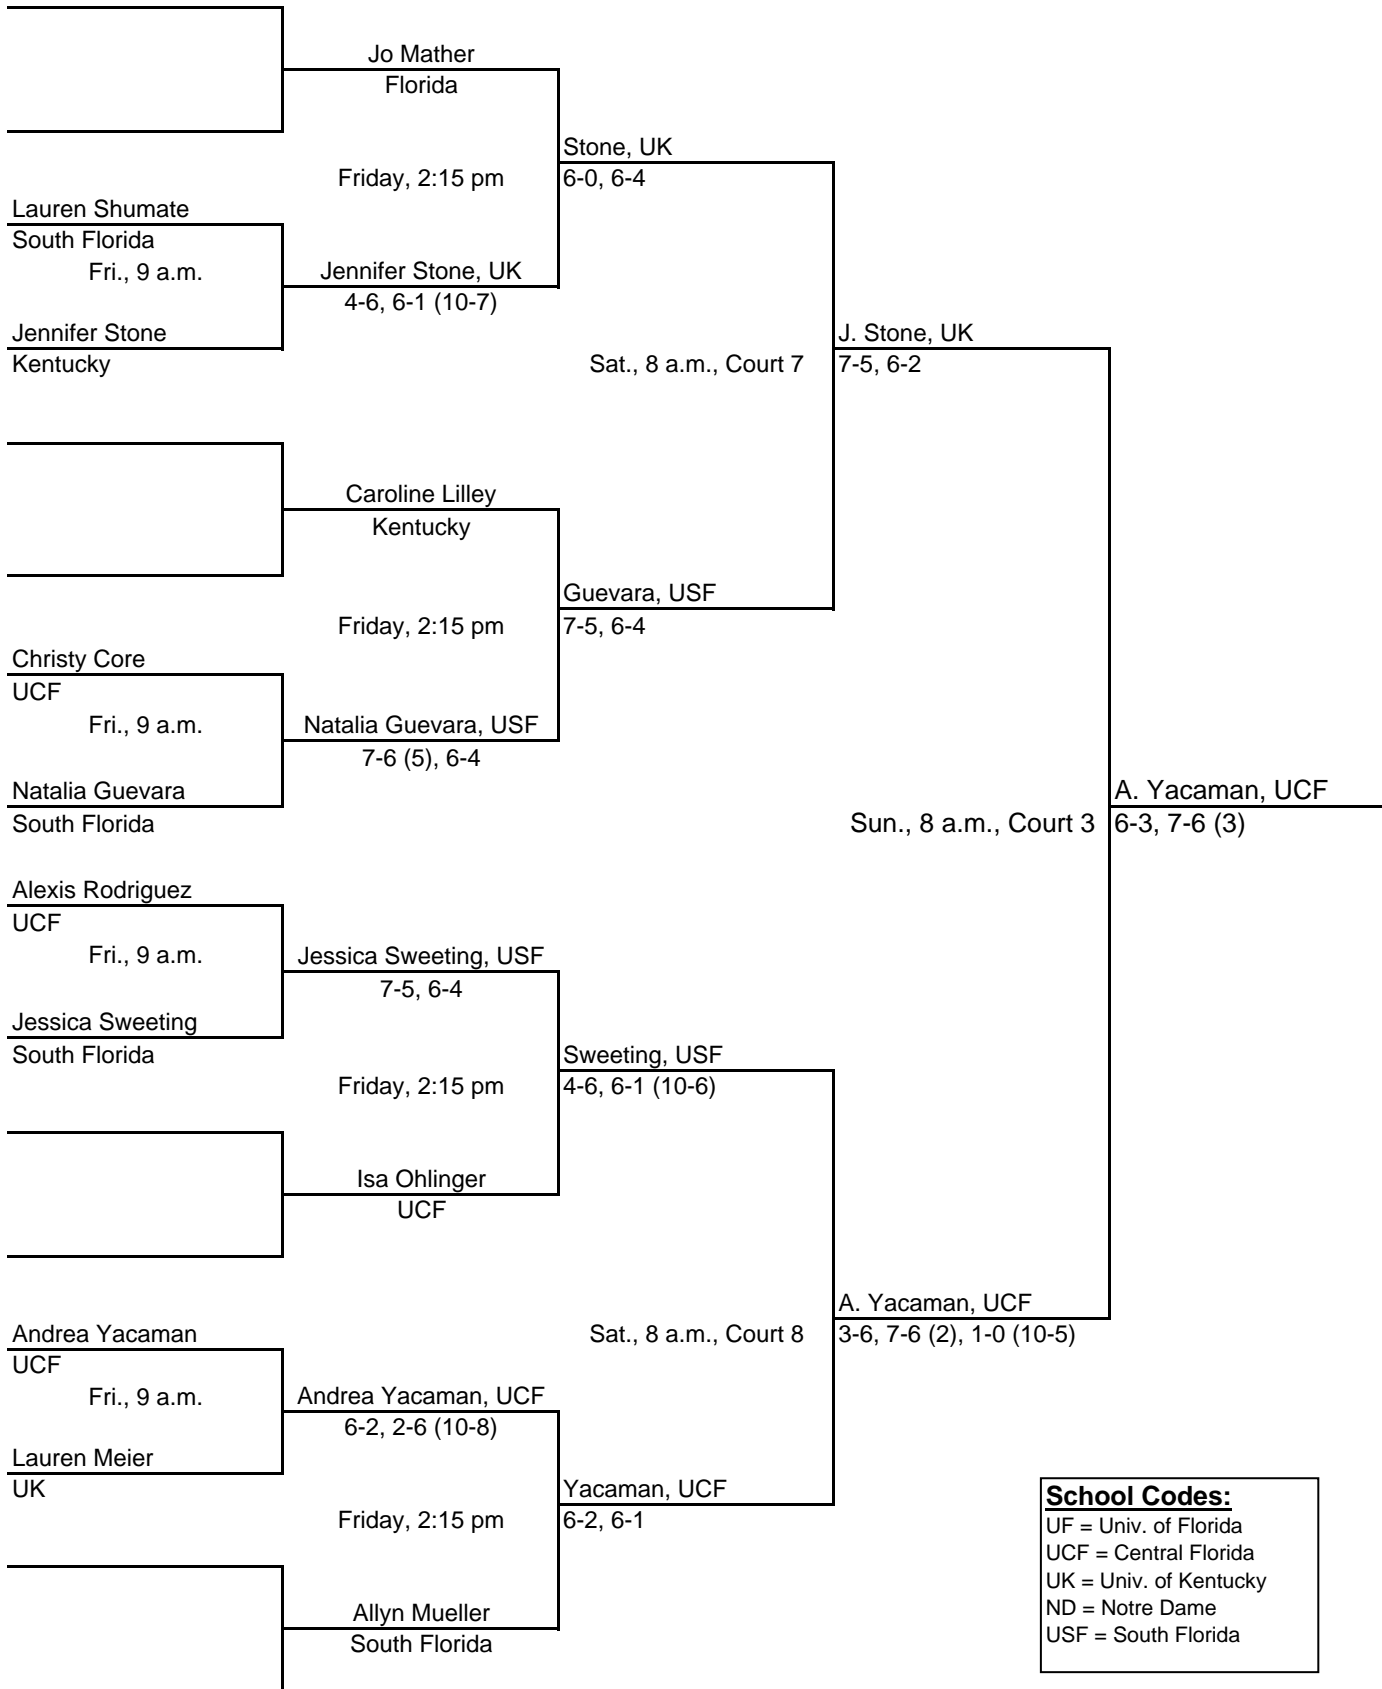 Jo Mather
Florida
Stone, UK
Friday, 2:15 pm
6-0, 6-4
Lauren Shumate
South Florida
Fri., 9 a.m.
Jennifer Stone, UK
4-6, 6-1 (10-7)
Jennifer Stone
Kentucky
J. Stone, UK
Sat., 8 a.m., Court 7
7-5, 6-2
Caroline Lilley
Kentucky
Guevara, USF
Friday, 2:15 pm
7-5, 6-4
Christy Core
UCF
Fri., 9 a.m.
Natalia Guevara, USF
7-6 (5), 6-4
Natalia Guevara
South Florida
A. Yacaman, UCF
Sun., 8 a.m., Court 3
6-3, 7-6 (3)
Alexis Rodriguez
UCF
Fri., 9 a.m.
Jessica Sweeting, USF
7-5, 6-4
Jessica Sweeting
South Florida
Sweeting, USF
Friday, 2:15 pm
4-6, 6-1 (10-6)
Isa Ohlinger
UCF
A. Yacaman, UCF
Sat., 8 a.m., Court 8
3-6, 7-6 (2), 1-0 (10-5)
Andrea Yacaman
UCF
Fri., 9 a.m.
Andrea Yacaman, UCF
6-2, 2-6 (10-8)
Lauren Meier
UK
Yacaman, UCF
Friday, 2:15 pm
6-2, 6-1
Allyn Mueller
South Florida
School Codes:
UF = Univ. of Florida
UCF = Central Florida
UK = Univ. of Kentucky
ND = Notre Dame
USF = South Florida